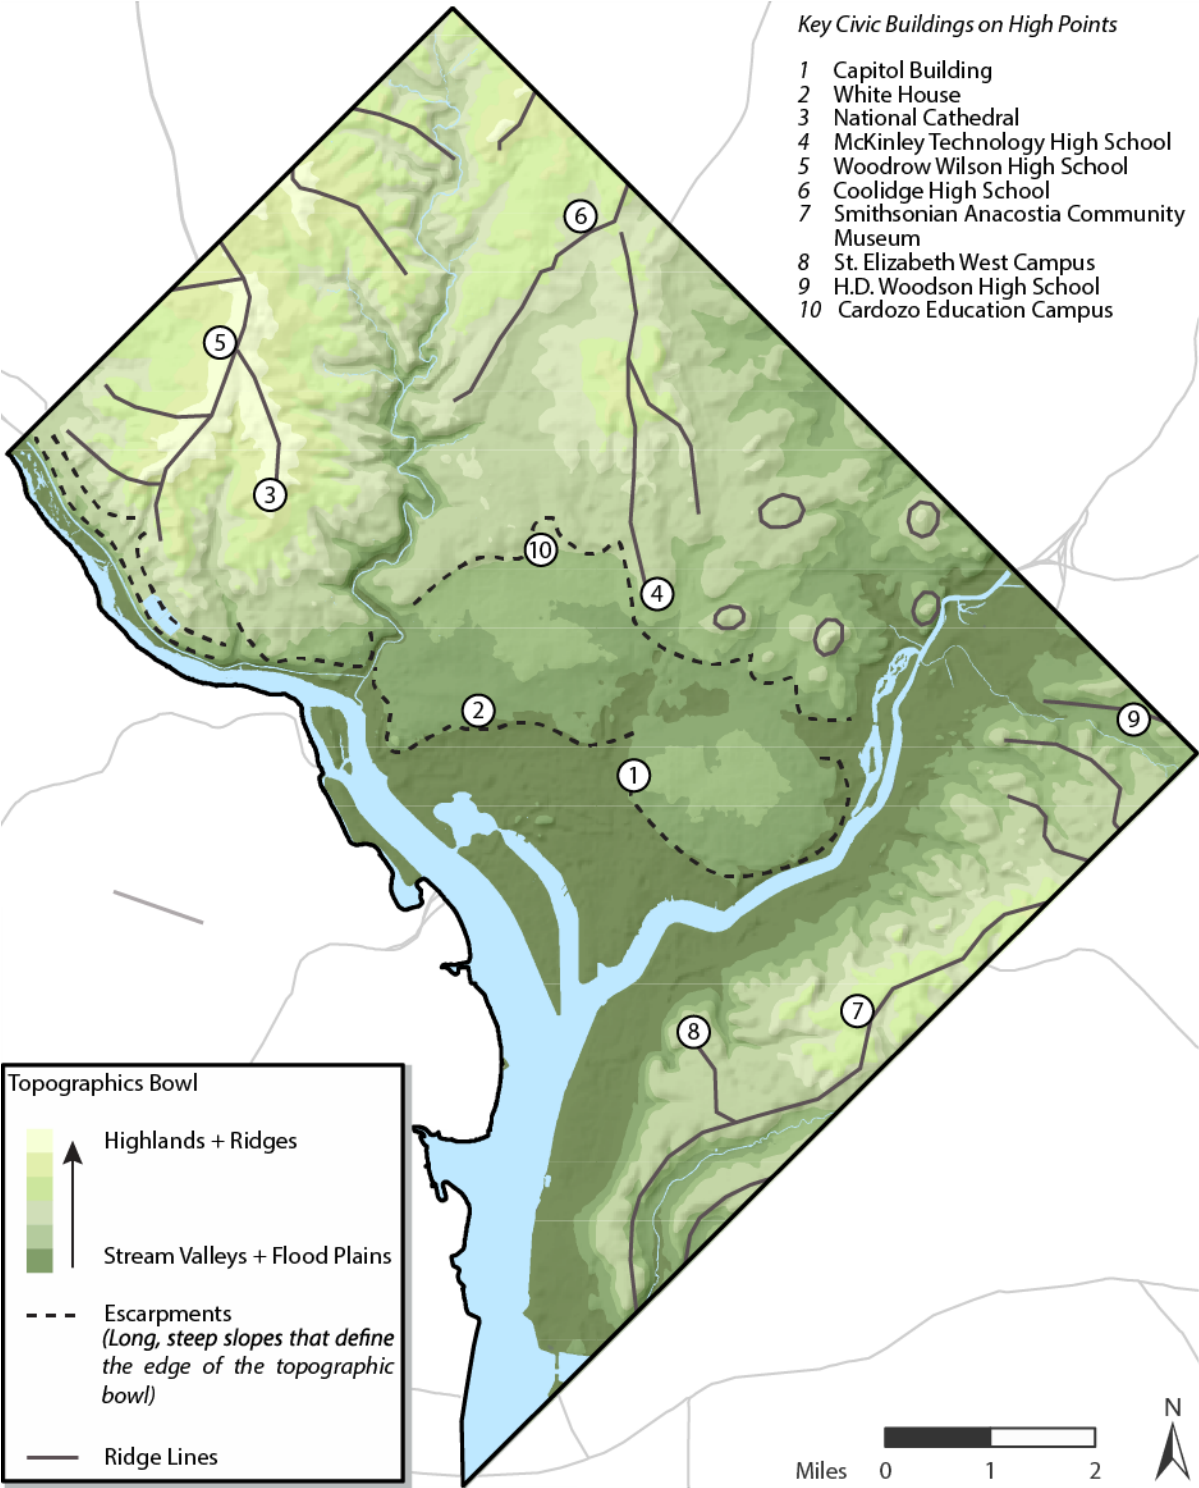 Key Civic Buildings on High Points
1 Capitol Building
2 White House
3 National Cathedral
4 McKinley Technology High School
5 Woodrow Wilson High School
6 Coolidge High School
7 Smithsonian Anacostia Community
Museum
8 St. Elizabeth West Campus
9 H.D. Woodson High School
10 Cardozo Education Campus
6
5
3
10
4
2
9
1
7
8
Topographics Bowl
Highlands + Ridges
Stream Valleys + Flood Plains
Escarpments
(Long, steep slopes that define
the edge of the topographic
bowl)
Ridge Lines
N
Miles 0 1 2